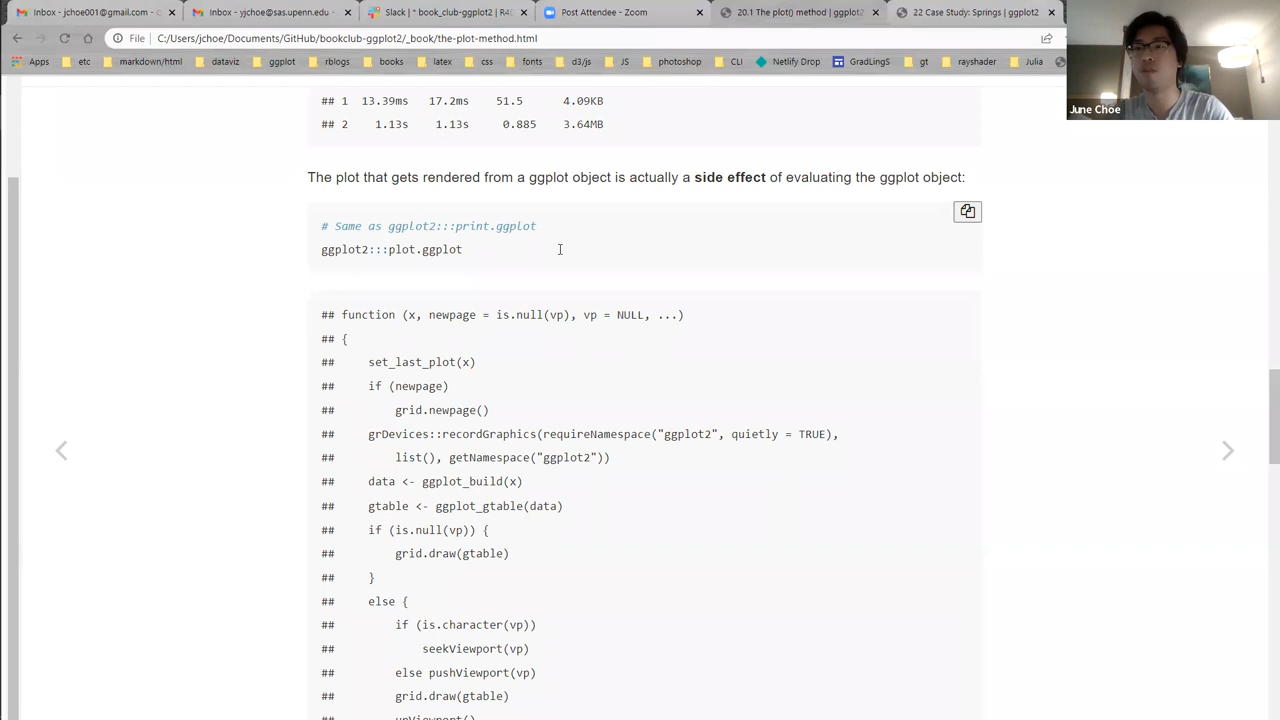 Inbox - jchoe001@gmail.com - G
Inbox - yjchoe@sas.upenn.edu -
Slack | * book_club-ggplot2 | R4D
Post Attendee - Zoom
20.1 The plot() method | ggplot2
22 Case Study: Springs | ggplot2
File | C:/Users/jchoe/Documents/GitHub/bookclub-ggplot2/_book/the-plot-method.html
Apps etc markdown/html dataviz ggplot rblogs books latex css fonts d3/js JS photoshop CLI Netlify Drop GradLingS gt rayshader Julia
June Choe
## 1 13.39ms 17.2ms 51.5 4.09KB
## 2 1.13s 1.13s 0.885 3.64MB
The plot that gets rendered from a ggplot object is actually a side effect of evaluating the ggplot object:
# Same as ggplot2:::print.ggplot
ggplot2:::plot.ggplot
## function (x, newpage = is.null(vp), vp = NULL, ...)
## {
## set_last_plot(x)
## if (newpage)
## grid.newpage()
## grDevices::recordGraphics(requireNamespace("ggplot2", quietly = TRUE),
## list(), getNamespace("ggplot2"))
## data <- ggplot_build(x)
## gtable <- ggplot_gtable(data)
## if (is.null(vp)) {
## grid.draw(gtable)
## }
## else {
## if (is.character(vp))
## seekViewport(vp)
## else pushViewport(vp)
## grid.draw(gtable)
## upViewport()